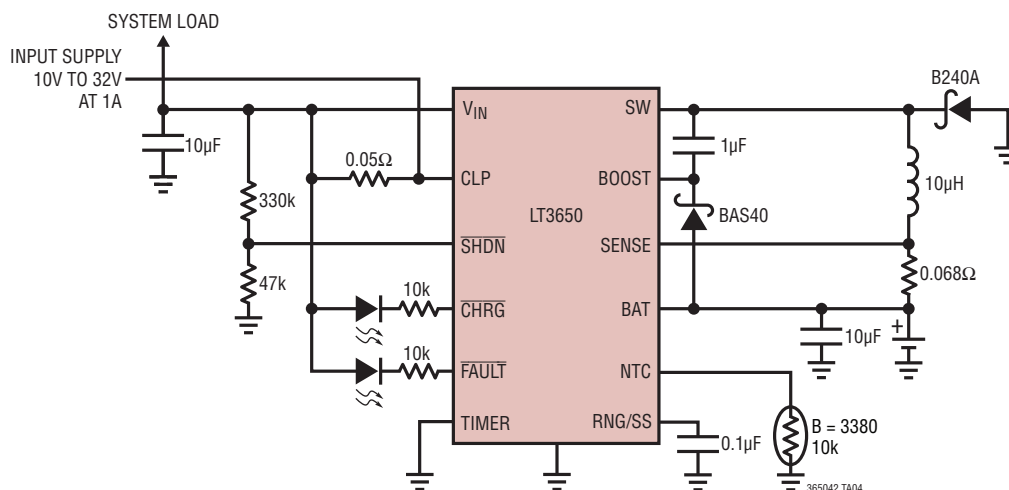 SYSTEM LOAD
INPUT SUPPLY
10V TO 32V
AT 1A
10µF
330k
47k
0.05Ω
10k
10k
VIN
CLP
SHDN
CHRG
FAULT
TIMER
LT3650
SW
BOOST
SENSE
BAT
NTC
RNG/SS
1µF
BAS40
B240A
10µH
0.068Ω
10µF
+
0.1µF
B = 3380
10k
365042 TA04